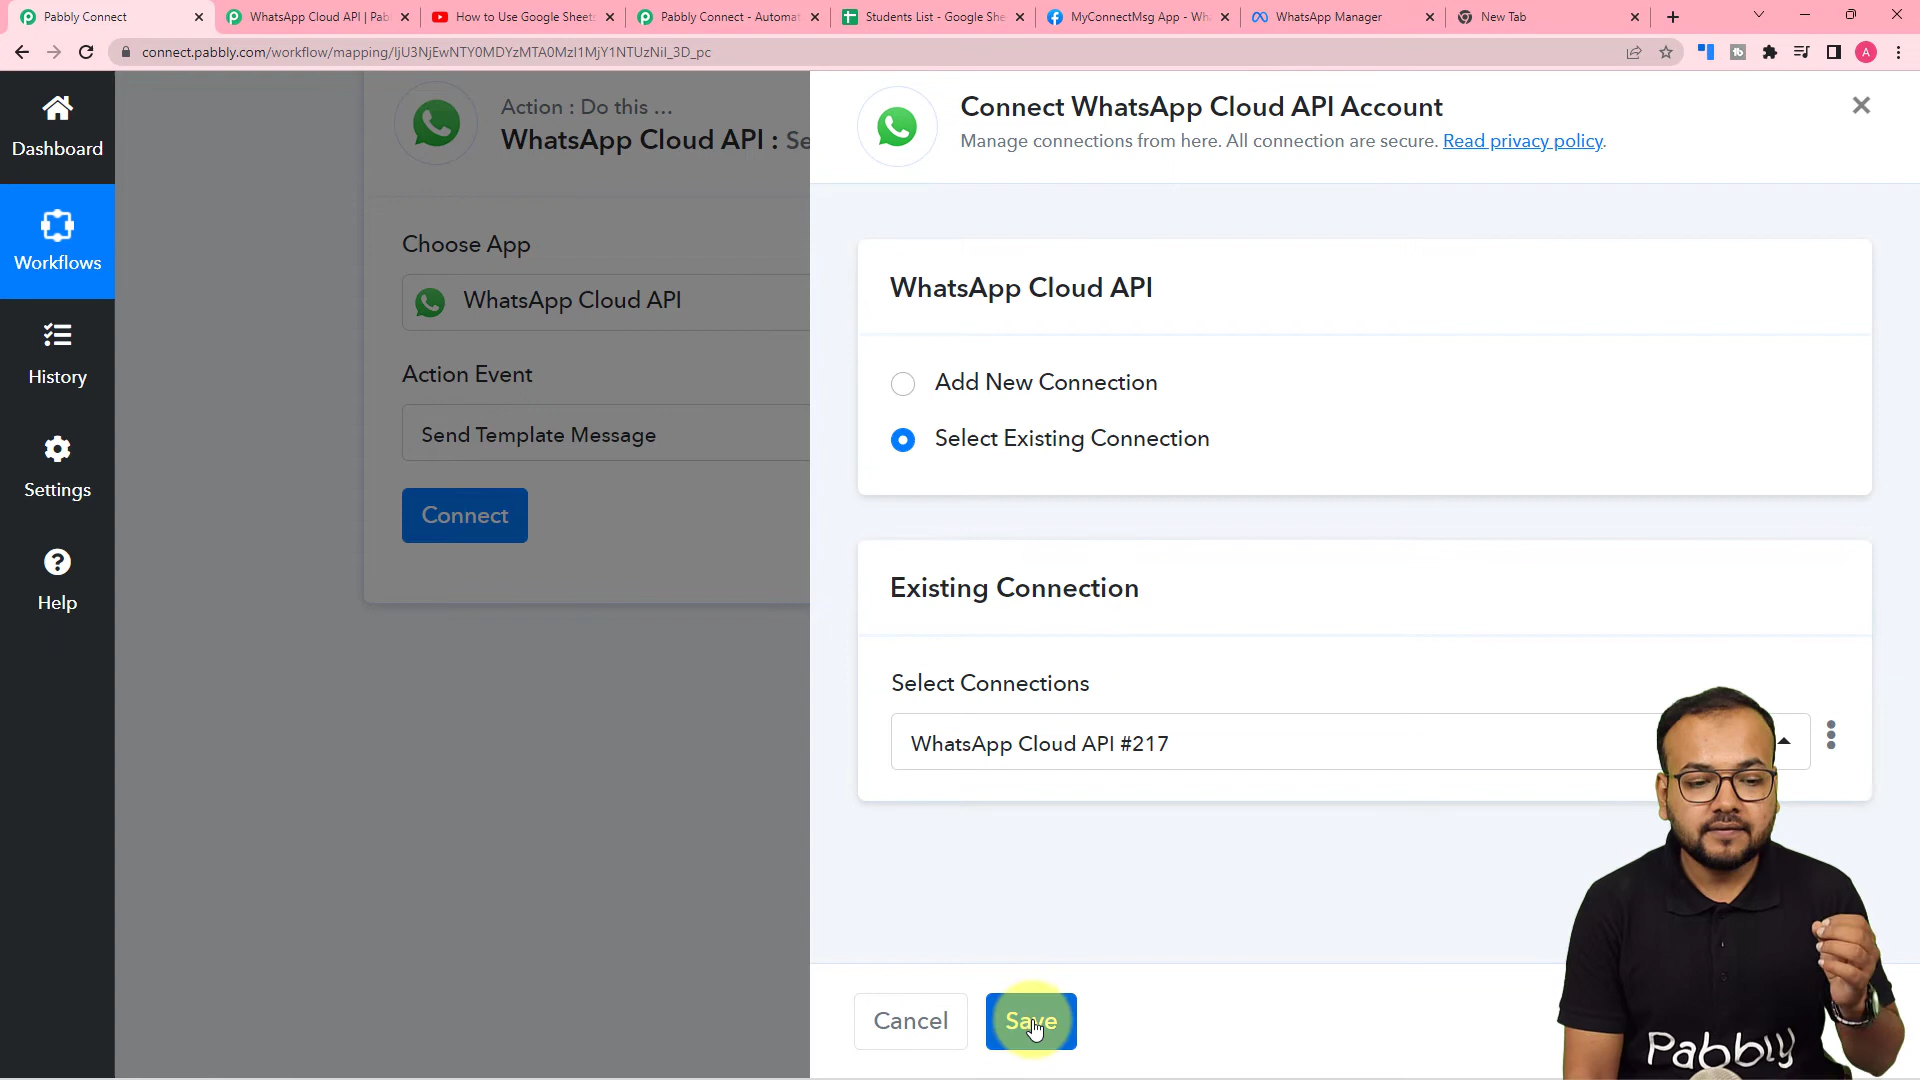 Pabbly Connect
WhatsApp Cloud API | Pab
How to Use Google Sheets
Pabbly Connect - Automat
Students List - Google She
MyConnectMsg App - Wh
WhatsApp Manager
New Tab
connect.pabbly.com/workflow/mapping/IjU3NjEwNTY0MDYzMTA0MzI1MjY1NTUzNiI_3D_pc
A
Dashboard
Workflows
History
Settings
Help
Action : Do this ...
WhatsApp Cloud API : Se
Choose App
WhatsApp Cloud API
Action Event
Send Template Message
Connect
Connect WhatsApp Cloud API Account
Manage connections from here. All connection are secure. Read privacy policy.
WhatsApp Cloud API
Add New Connection
Select Existing Connection
Existing Connection
Select Connections
WhatsApp Cloud API #217
Cancel
Save
Pabbly